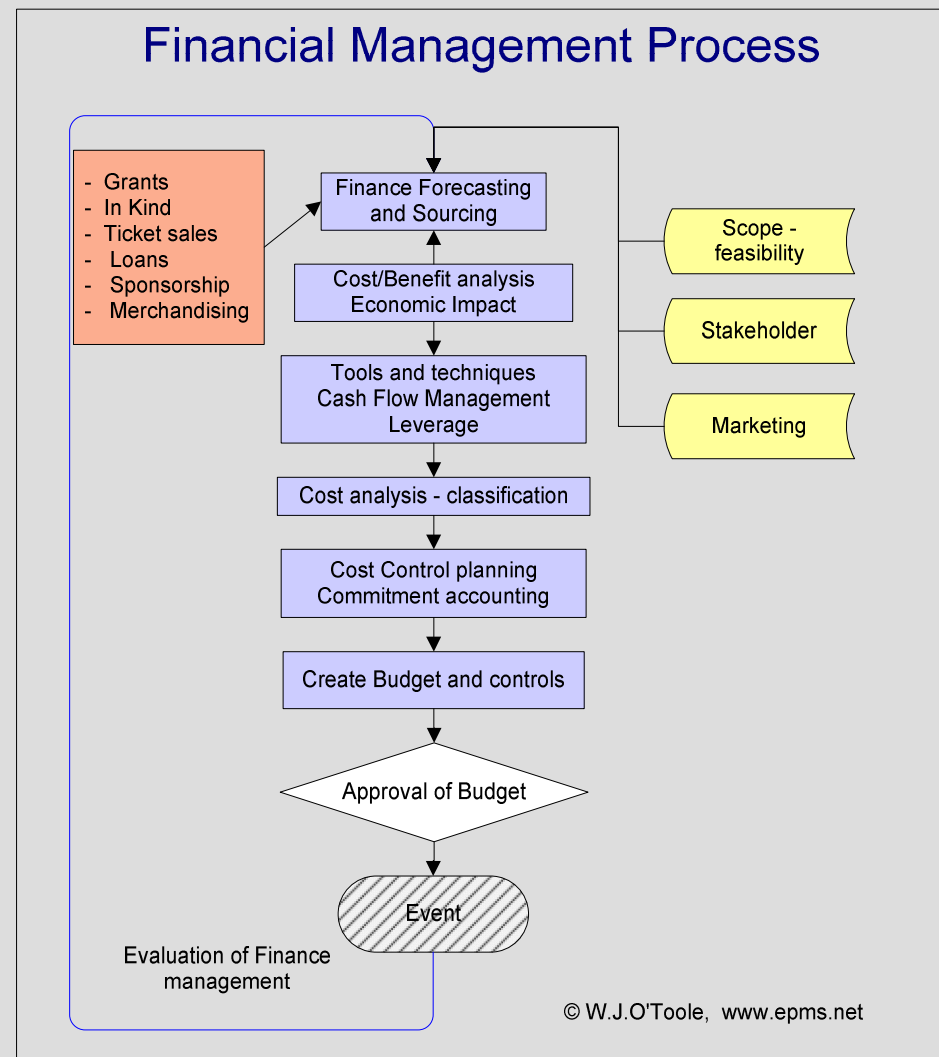 Financial Management Process
- Grants
- In Kind
- Ticket sales
- Loans
- Sponsorship
- Merchandising
Finance Forecasting
and Sourcing
Scope -
feasibility
Cost/Benefit analysis
Economic Impact
Stakeholder
Tools and techniques
Cash Flow Management
Leverage
Marketing
Cost analysis - classification
Cost Control planning
Commitment accounting
Create Budget and controls
Approval of Budget
Event
Evaluation of Finance
management
© W.J.O'Toole, www.epms.net